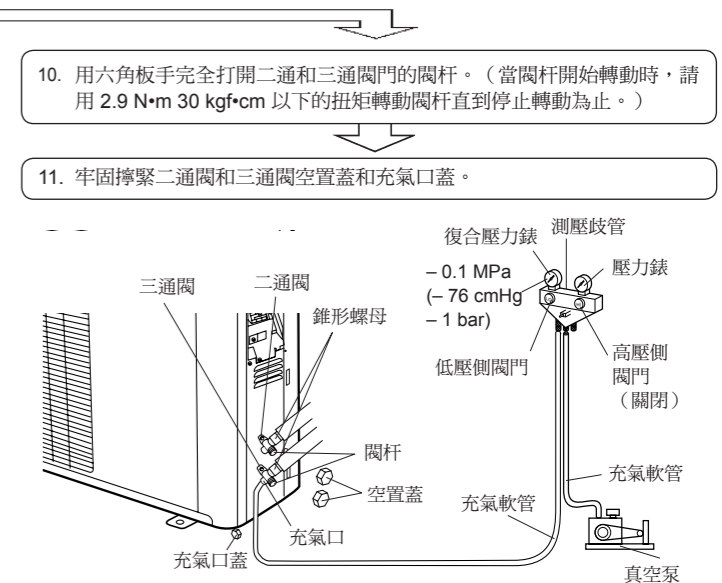 10. 用六角板手完全打開二通和三通閥門的閥杆。（當閥杆開始轉動時，請
用 2.9 N•m 30 kgf•cm 以下的扭矩轉動閥杆直到停止轉動為止。）
11. 牢固擰緊二通閥和三通閥空置蓋和充氣口蓋。
復合壓力錶
測壓歧管
– 0.1 MPa
(– 76 cmHg
– 1 bar)
壓力錶
三通閥
二通閥
錐形螺母
低壓側閥門
高壓側
閥門
（關閉）
閥杆
空置蓋
充氣軟管
充氣軟管
充氣口
充氣口蓋
真空泵